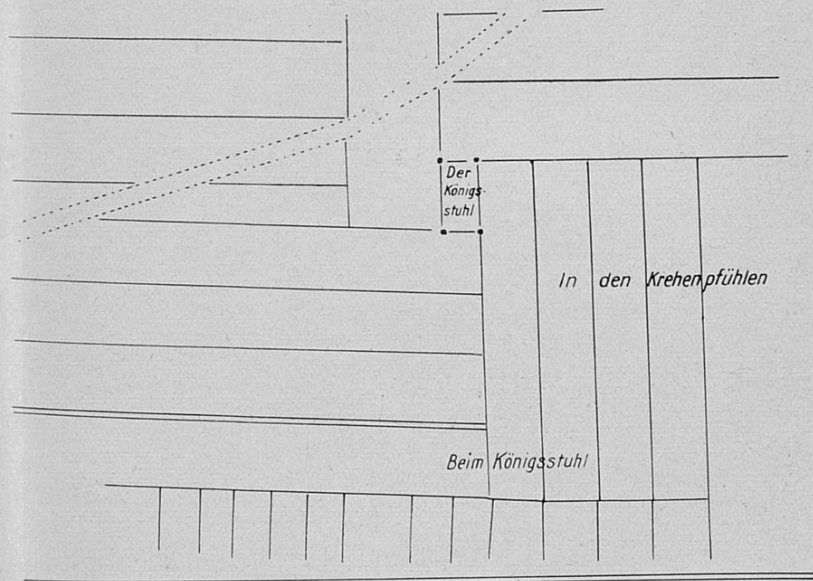 Der
Königs-
stuhl
In den Krehenpfühlen
Beim Königsstuhl